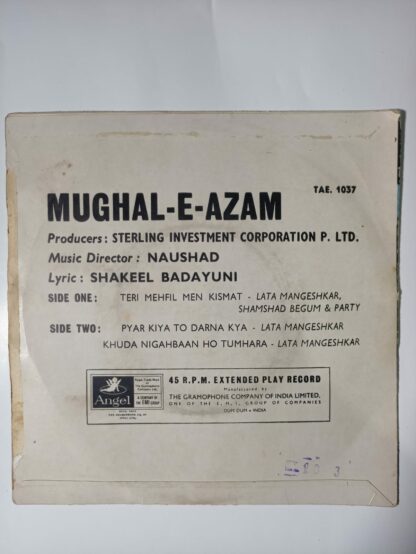 TAE. 1037
MUGHAL-E-AZAM
Producers : STERLING INVESTMENT CORPORATION P. LTD.
Music Director : NAUSHAD
Lyric : SHAKEEL BADAYUNI
SIDE ONE : TERI MEHFIL MEN KISMAT - LATA MANGESHKAR,
SHAMSHAD BEGUM & PARTY
SIDE TWO : PYAR KIYA TO DARNA KYA - LATA MANGESHKAR
KHUDA NIGAHBAAN HO TUMHARA - LATA MANGESHKAR
Angel
45 R.P.M. EXTENDED PLAY RECORD
Manufactured by
THE GRAMOPHONE COMPANY OF INDIA LIMITED,
ONE OF THE E. M. I. GROUP OF COMPANIES
DUM DUM • INDIA